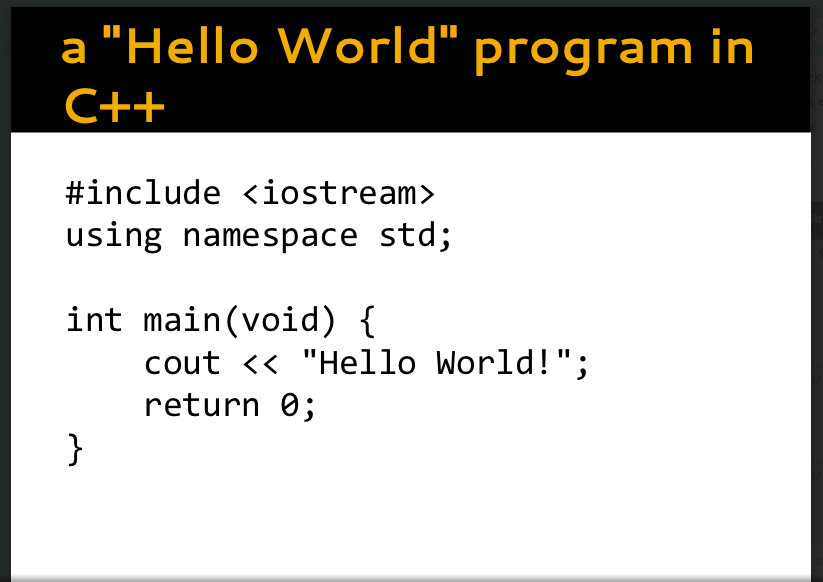 a "Hello World" program in
C++
#include <iostream>
using namespace std;
int main(void) {
    cout << "Hello World!";
    return 0;
}